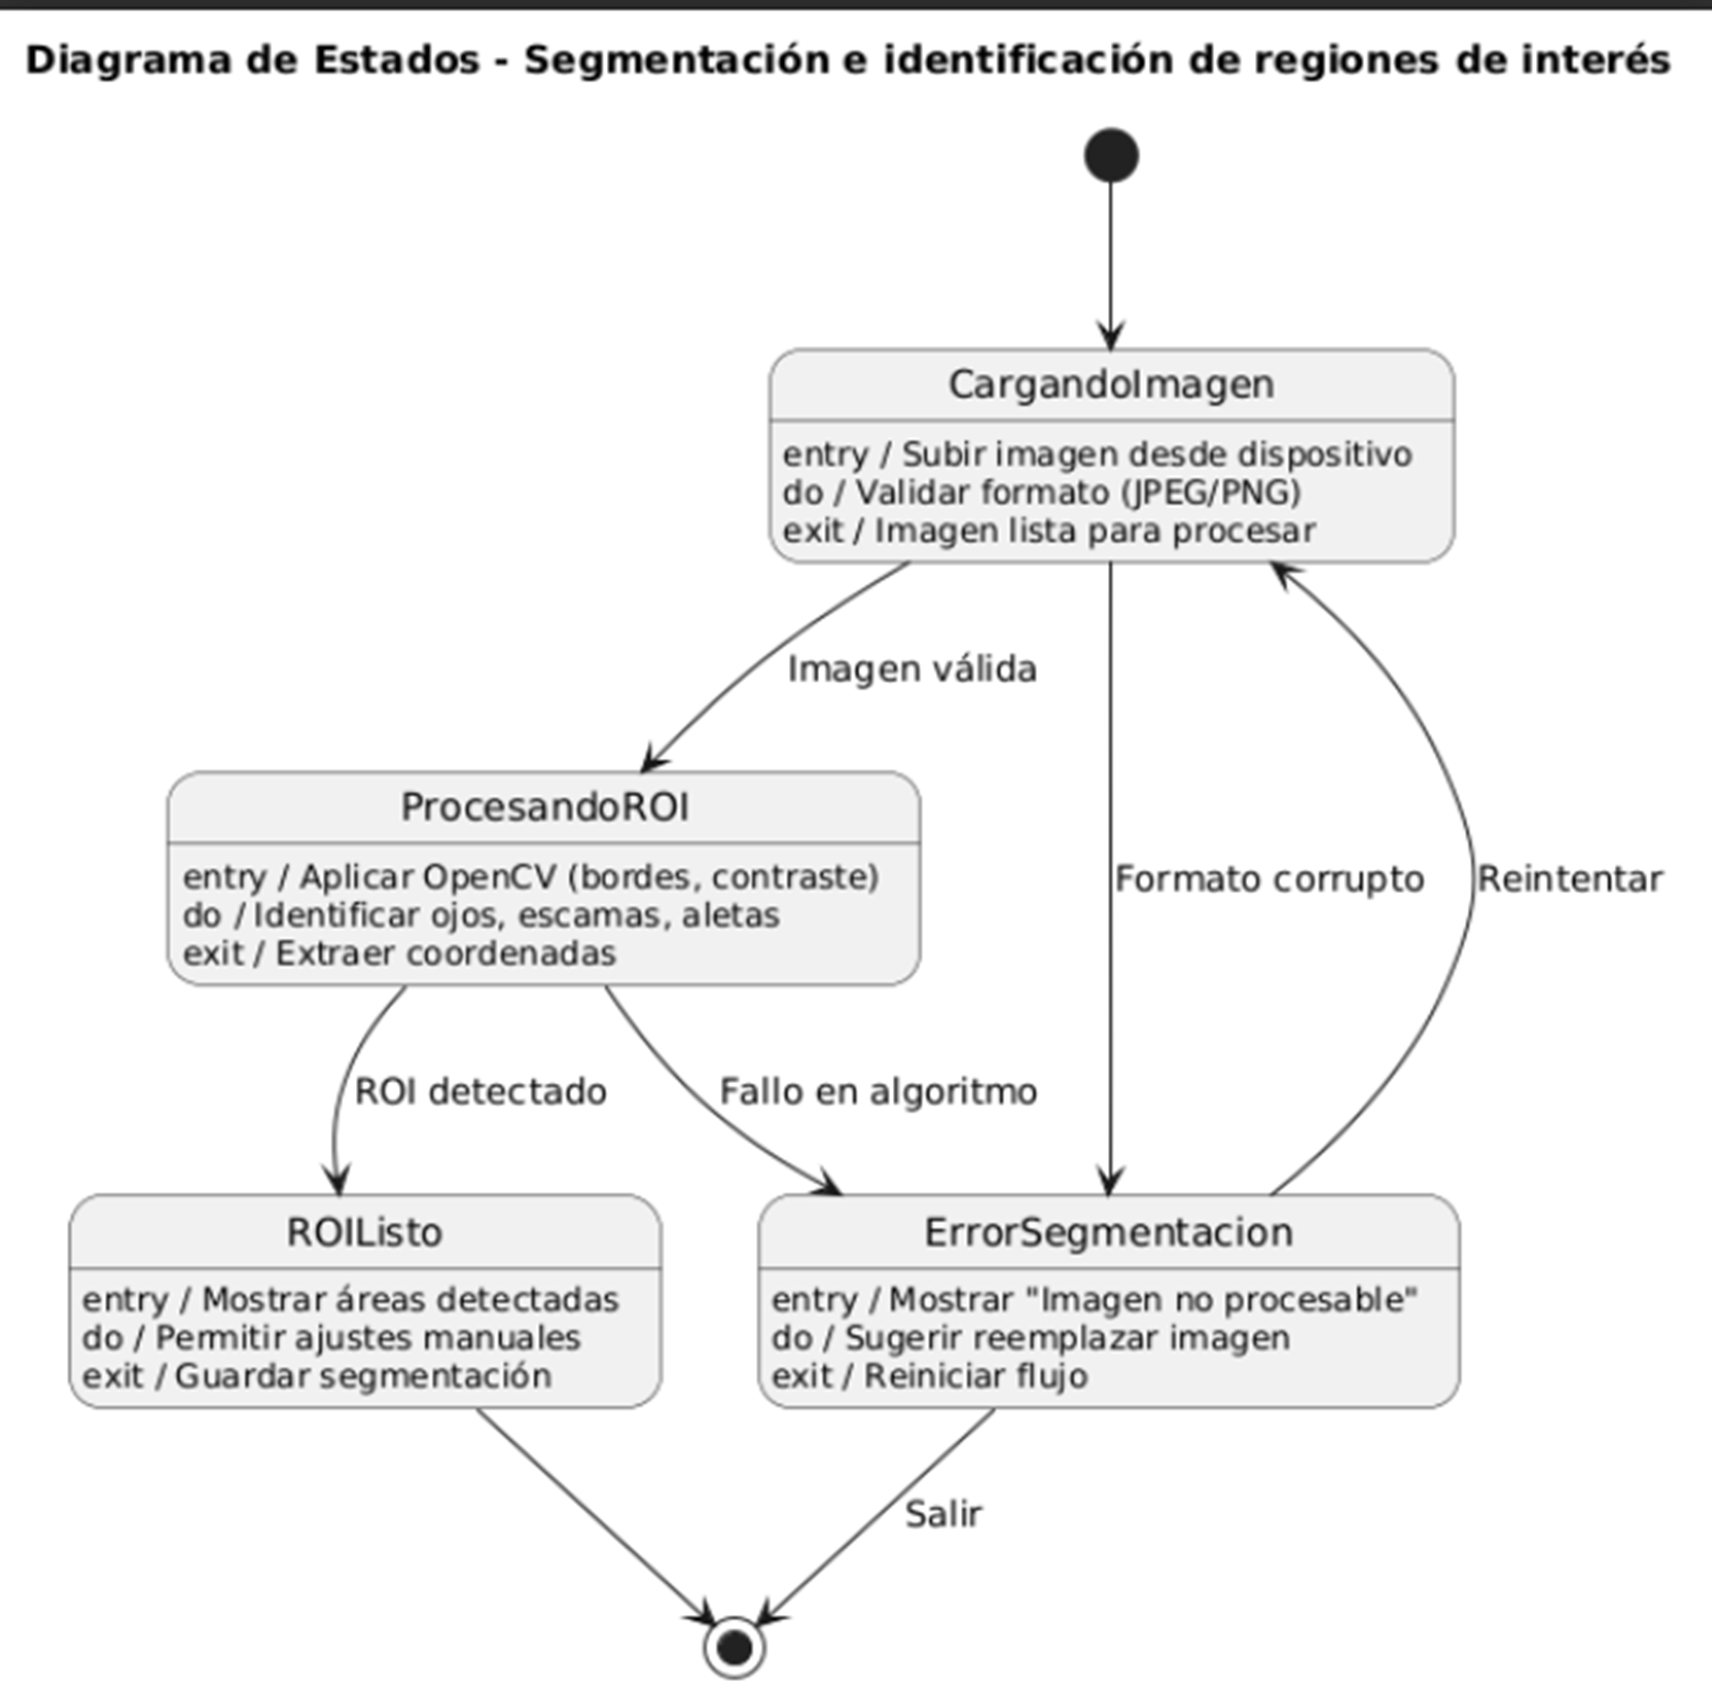 Diagrama de Estados - Segmentación e identificación de regiones de interés
CargandoImagen
entry / Subir imagen desde dispositivo
do / Validar formato (JPEG/PNG)
exit / Imagen lista para procesar
Imagen válida
ProcesandoROI
entry / Aplicar OpenCV (bordes, contraste)
do / Identificar ojos, escamas, aletas
exit / Extraer coordenadas
Formato corrupto
Reintentar
ROI detectado
Fallo en algoritmo
ROIListo
entry / Mostrar áreas detectadas
do / Permitir ajustes manuales
exit / Guardar segmentación
ErrorSegmentacion
entry / Mostrar "Imagen no procesable"
do / Sugerir reemplazar imagen
exit / Reiniciar flujo
Salir